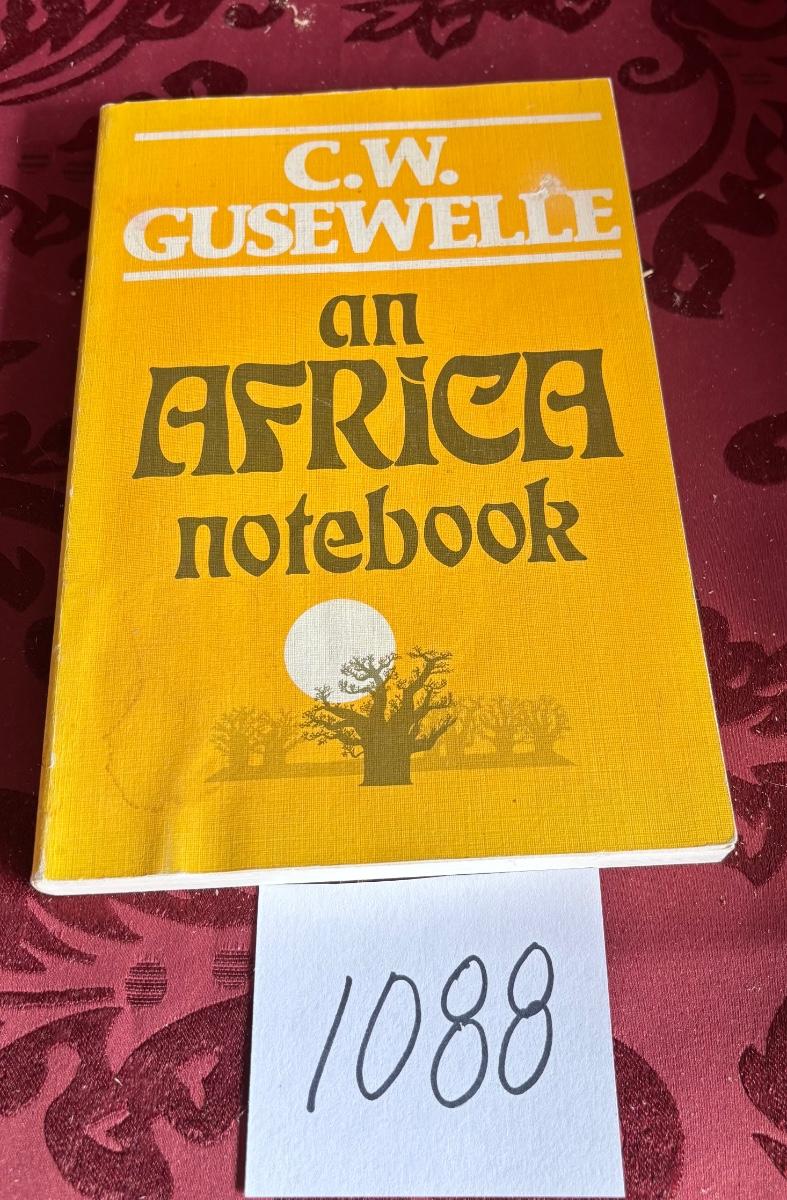 C.W.
GUSEWELLE
an
AFRiCA
notebook
1088